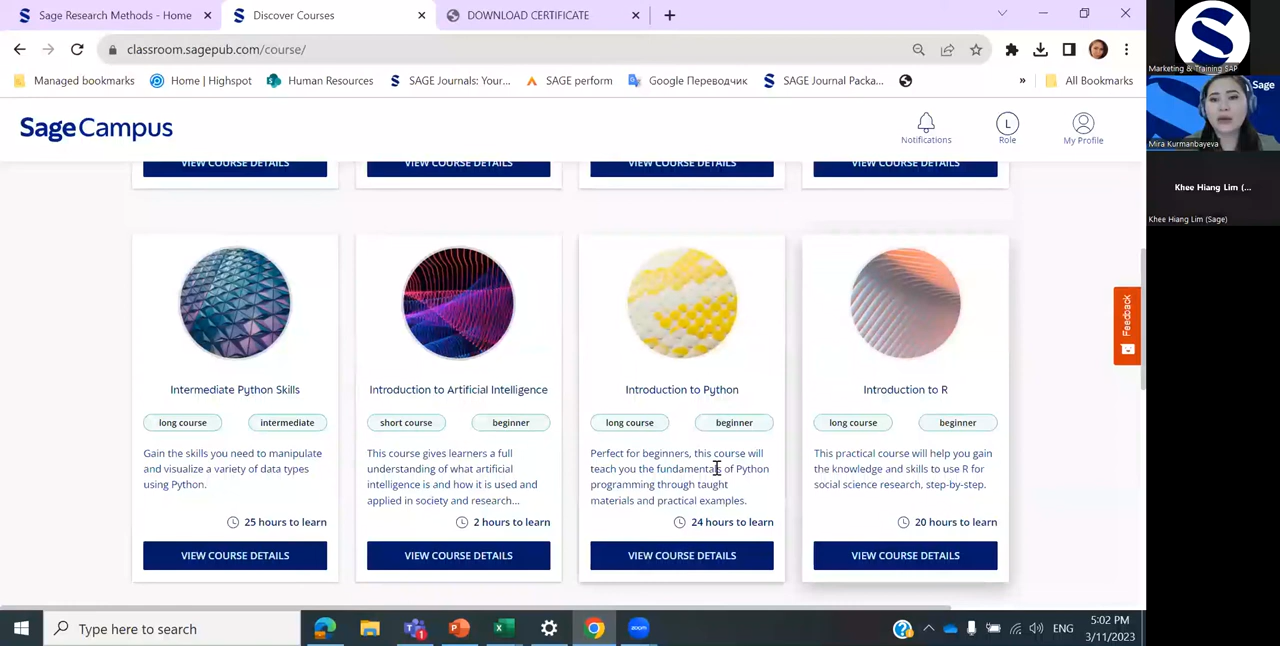 Sage Research Methods - Home
Discover Courses
DOWNLOAD CERTIFICATE
classroom.sagepub.com/course/
Managed bookmarks
Home | Highspot
Human Resources
SAGE Journals -
SAGE perform
Google Переводчик
SAGE Journal Packa...
»
All Bookmarks
Sage Campus
Notifications
L
Role
My Profile
VIEW COURSE DETAILS
VIEW COURSE DETAILS
VIEW COURSE DETAILS
VIEW COURSE DETAILS
Intermediate Python Skills
long course
intermediate
Gain the skills you need to manipulate
and visualize a variety of data types
using Python.
25 hours to learn
VIEW COURSE DETAILS
Introduction to Artificial Intelligence
short course
beginner
This course gives learners a full
understanding of what artificial
intelligence is and how it is used and
applied in society and research...
2 hours to learn
VIEW COURSE DETAILS
Introduction to Python
long course
beginner
Perfect for beginners, this course will
teach you the fundamentals of Python
programming through taught
materials and practical examples.
24 hours to learn
VIEW COURSE DETAILS
Introduction to R
long course
beginner
This practical course will help you gain
the knowledge and skills to use R for
social science research, step-by-step.
20 hours to learn
VIEW COURSE DETAILS
Feedback
Marketing & Training SAP
Sage
Mira Kurmanbayeva
Khee Hiang Lim (...
Khee Hiang Lim (Sage)
Type here to search
1
zoom
ENG
5:02 PM
3/11/2023